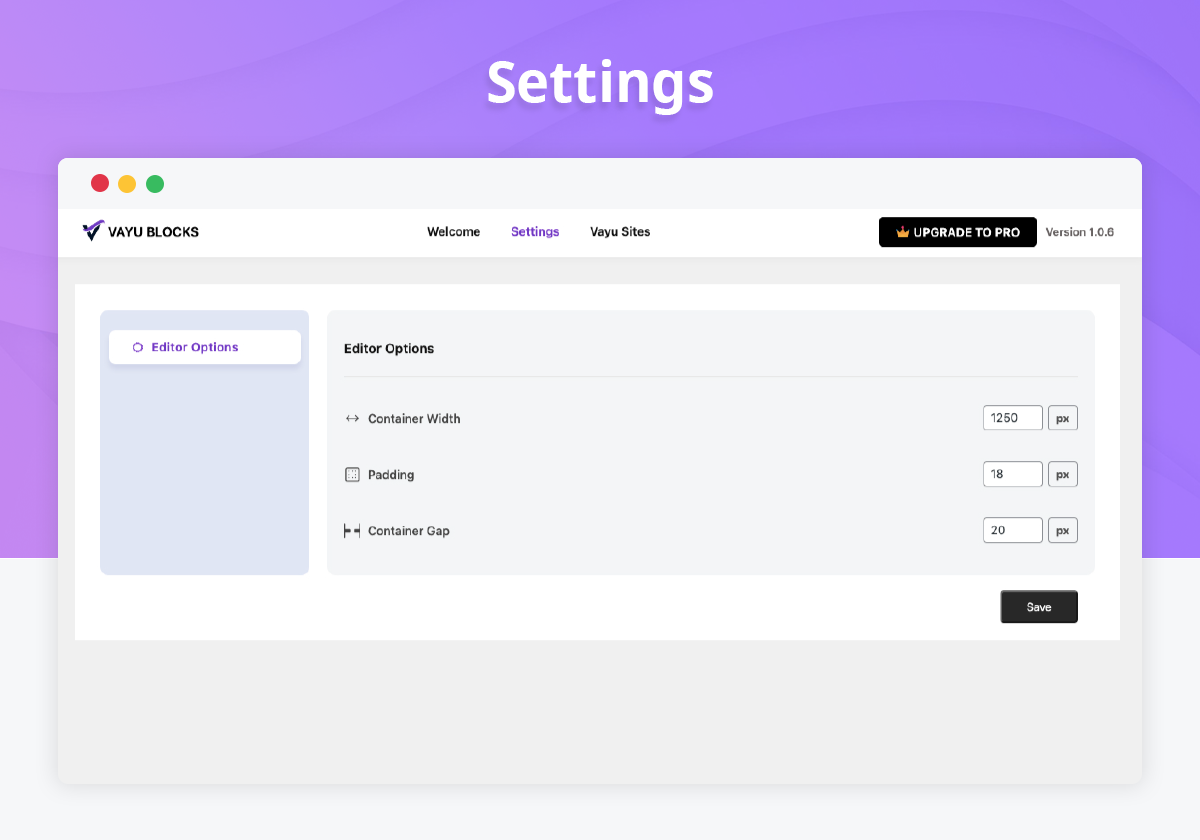 Settings
VAYU BLOCKS
Welcome
Settings
Vayu Sites
UPGRADE TO PRO
Version 1.0.6
Editor Options
Editor Options
Container Width
1250
px
Padding
18
px
Container Gap
20
px
Save